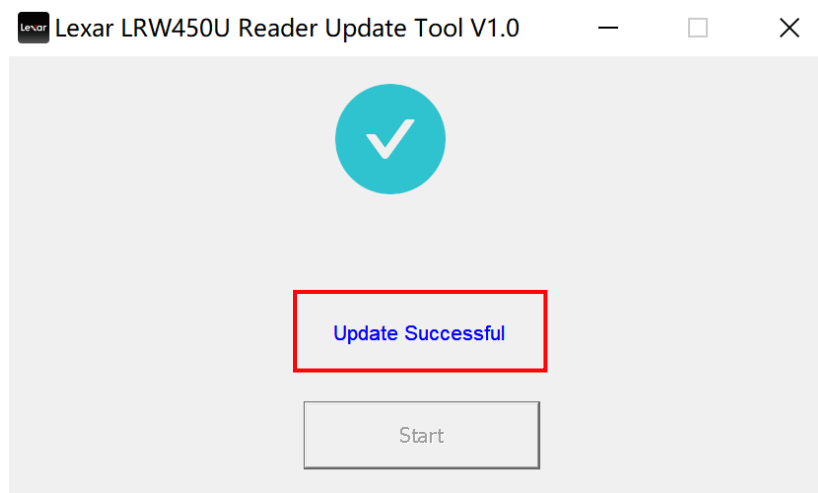 Lexar Lexar LRW450U Reader Update Tool V1.0
Update Successful
Start